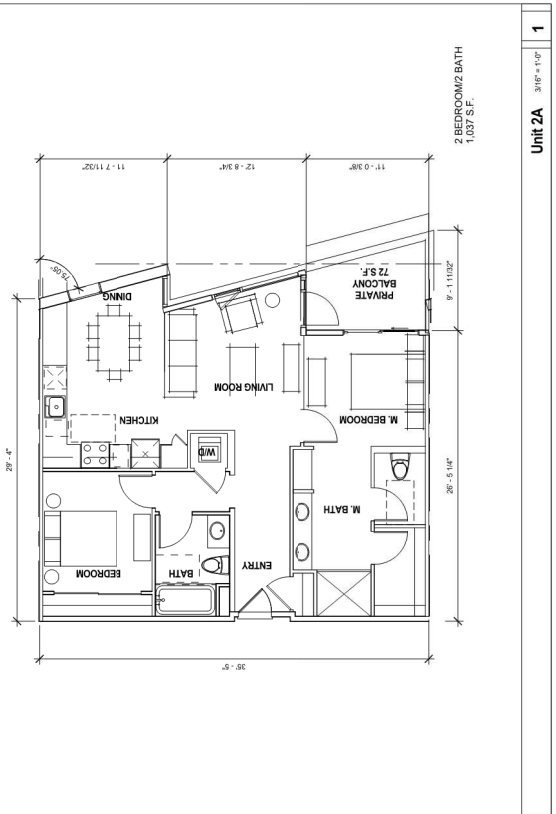 29' - 4"
75.05°
11 - 7 11/32"
12' - 8 3/4"
11' - 0 3/8"
DINING
KITCHEN
LIVING ROOM
W/D
BEDROOM
BATH
ENTRY
M. BATH
M. BEDROOM
PRIVATE
BALCONY
72 S.F.
9' - 1 11/32"
26' - 5 1/4"
35' - 5"
2 BEDROOM/2 BATH
1,037 S.F.
Unit 2A
3/16" = 1'-0"
1